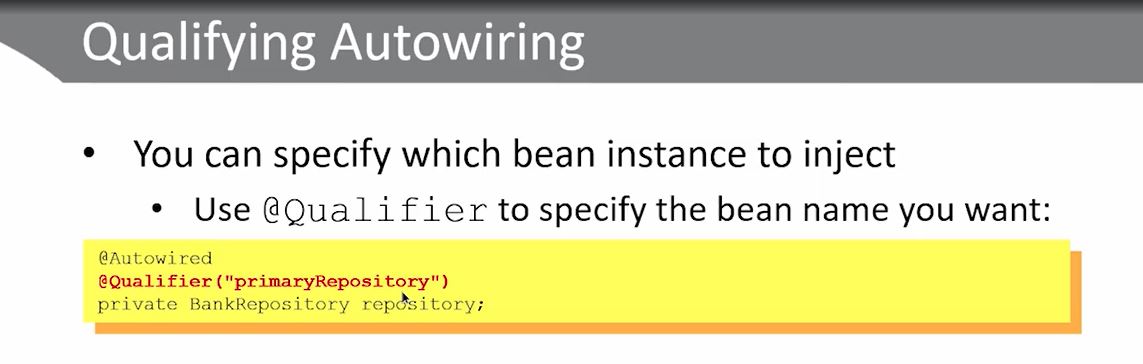 Qualifying Autowiring
• You can specify which bean instance to inject
• Use @Qualifier to specify the bean name you want:
@Autowired
@Qualifier("primaryRepository")
private BankRepository repository;